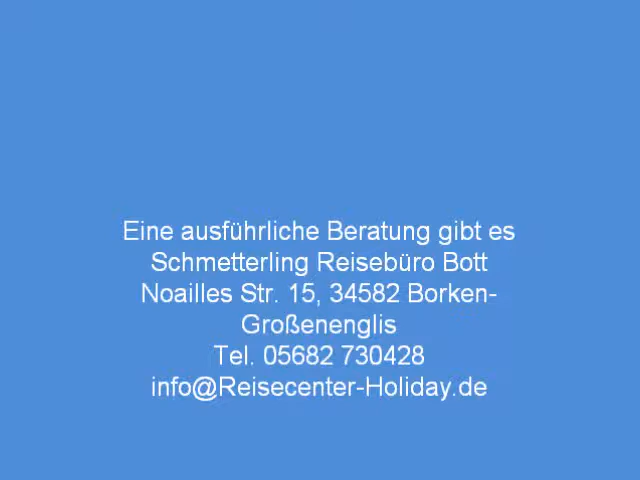 Eine ausführliche Beratung gibt es
Schmetterling Reisebüro Bott
Noailles Str. 15, 34582 Borken-
Großenenglis
Tel. 05682 730428
info@Reisecenter-Holiday.de